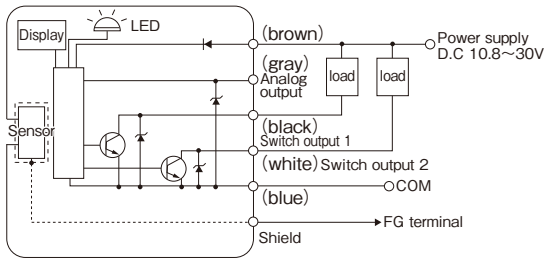 LED
Display
(brown)
Power supply
D.C 10.8～30V
(gray)
Analog
output
load
load
Sensor
(black)
Switch output 1
(white) Switch output 2
(blue)
COM
FG terminal
Shield